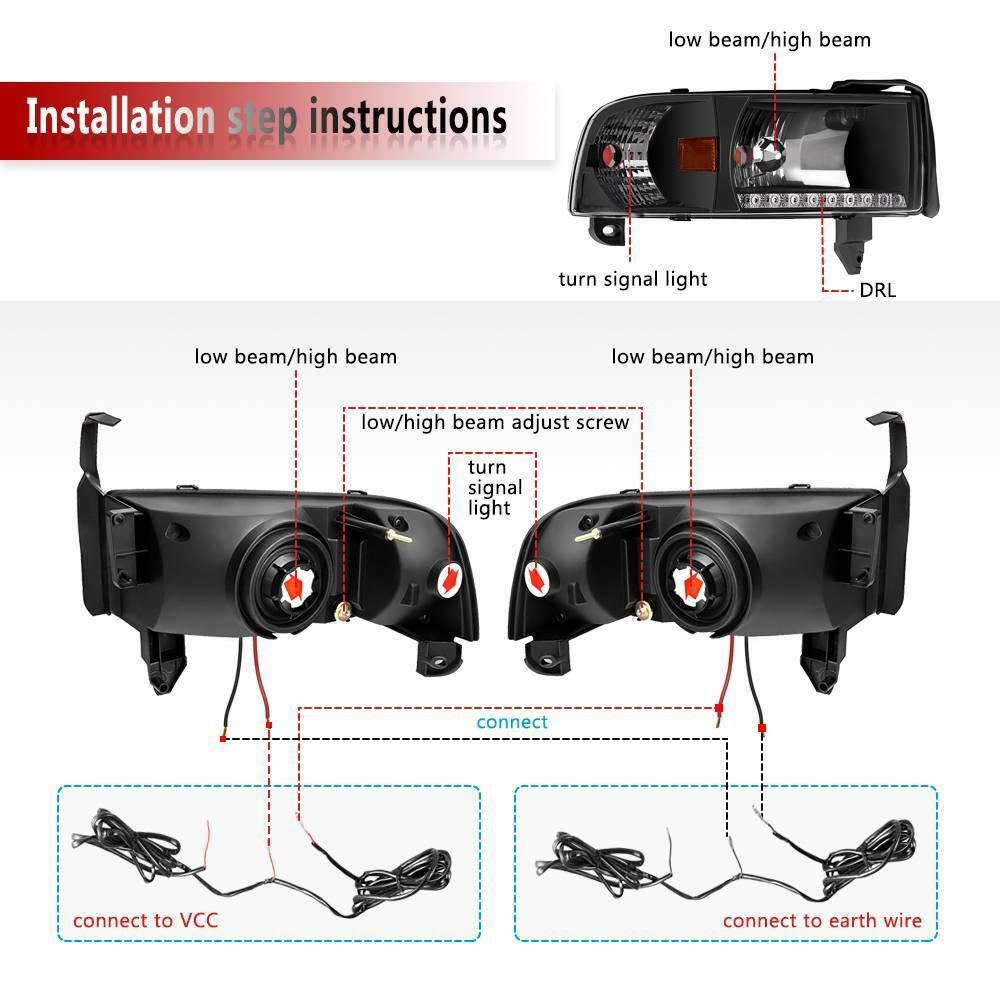 Installation step instructions
low beam/high beam
turn signal light
DRL
low beam/high beam
low beam/high beam
low/high beam adjust screw
turn
signal
light
connect
connect to VCC
connect to earth wire